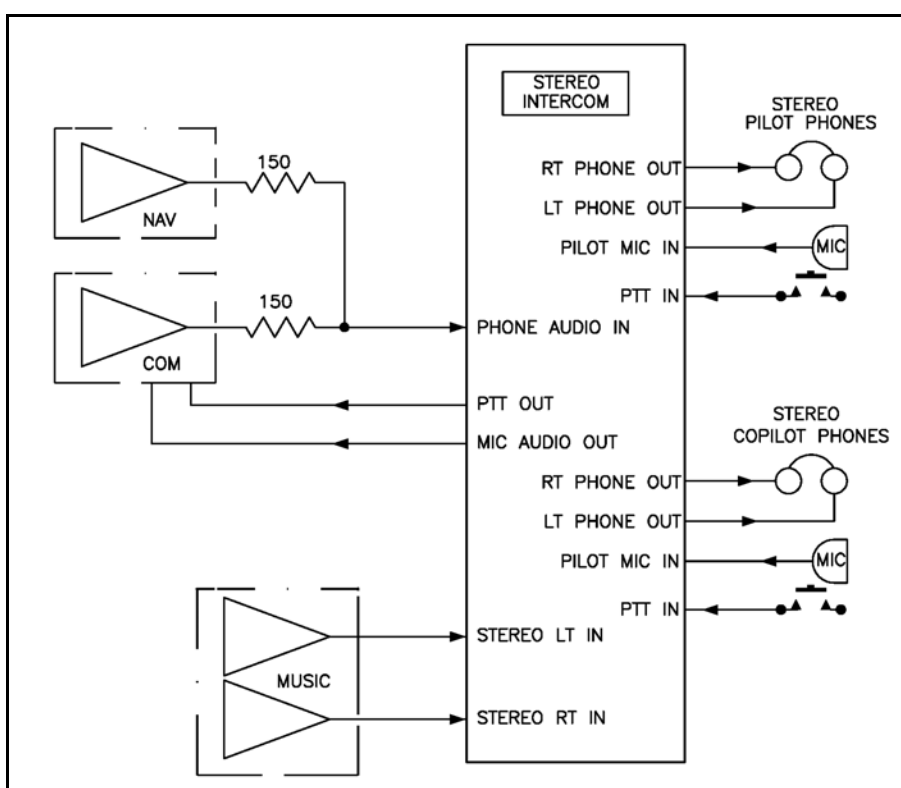 STEREO
INTERCOM
STEREO
PILOT PHONES
150
RT PHONE OUT
NAV
LT PHONE OUT
PILOT MIC IN
MIC
PTT IN
150
PHONE AUDIO IN
COM
PTT OUT
MIC AUDIO OUT
STEREO
COPILOT PHONES
RT PHONE OUT
LT PHONE OUT
PILOT MIC IN
MIC
PTT IN
STEREO LT IN
MUSIC
STEREO RT IN